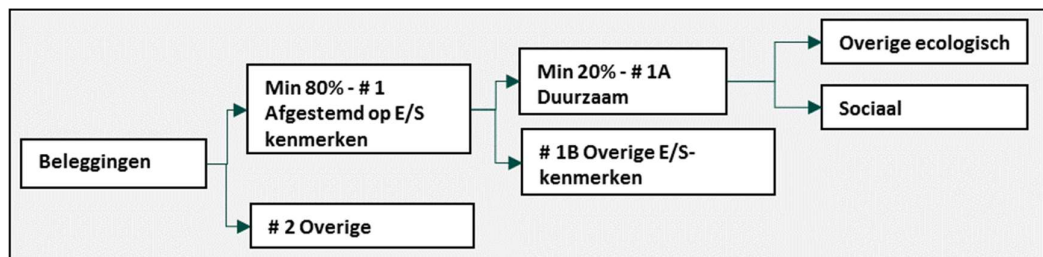 Beleggingen
Min 80% - # 1
Afgestemd op E/S
kenmerken
# 2 Overige
Min 20% - # 1A
Duurzaam
# 1B Overige E/S-
kenmerken
Overige ecologisch
Sociaal